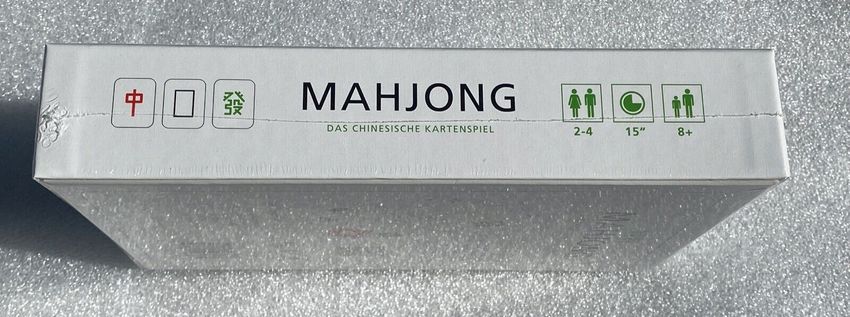 中 發
MAHJONG
DAS CHINESISCHE KARTENSPIEL
2-4 15” 8+